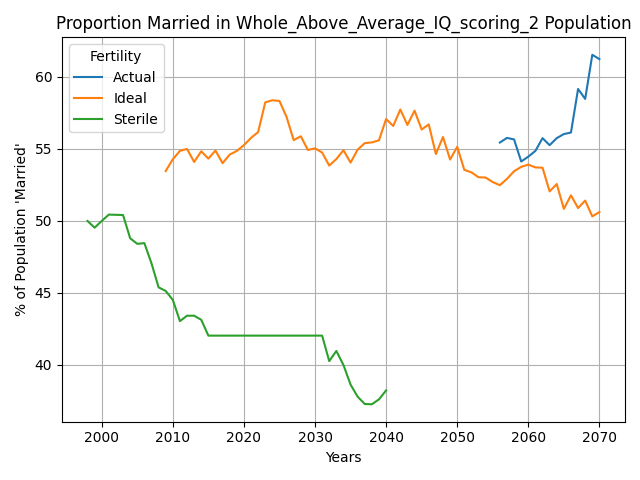 Proportion Married in Whole_Above_Average_IQ_scoring_2 Population
Fertility
Actual
Ideal
Sterile
% of Population 'Married'
60
55
50
45
40
2000 2010 2020 2030 2040 2050 2060 2070
Years